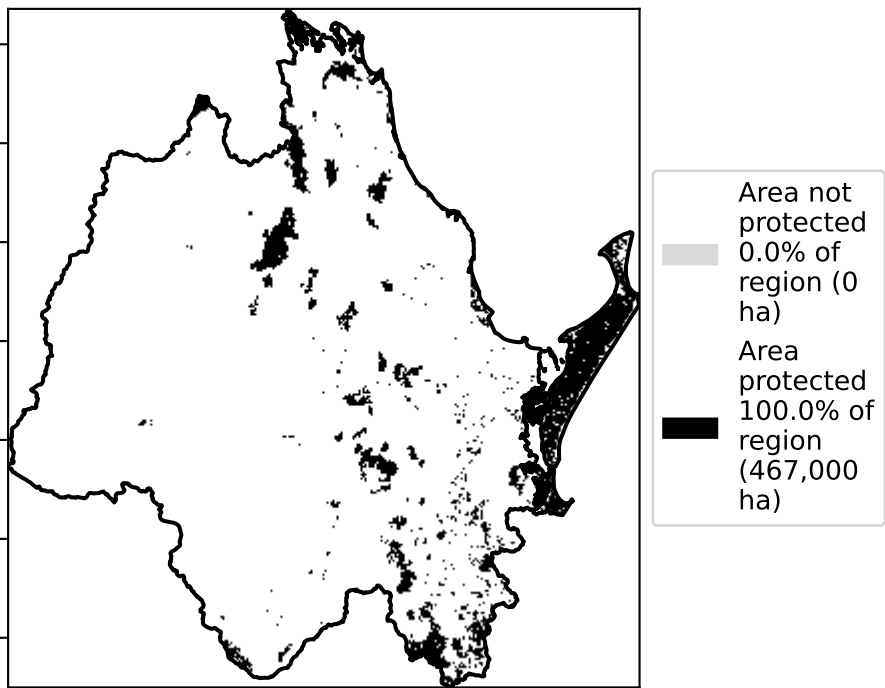 Area not
protected
0.0% of
region (0
ha)
Area
protected
100.0% of
region
(467,000
ha)